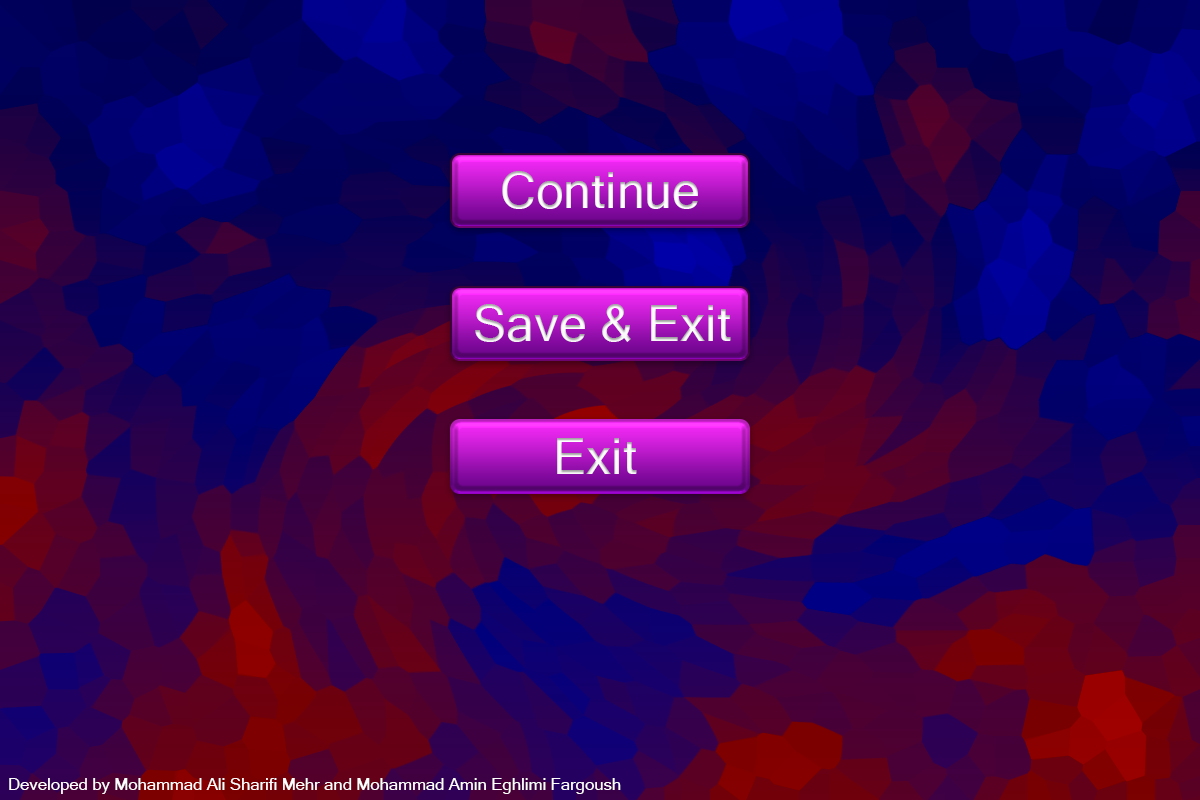 Continue
Save & Exit
Exit
Developed by Mohammad Ali Sharifi Mehr and Mohammad Amin Eghlimi Fargoush